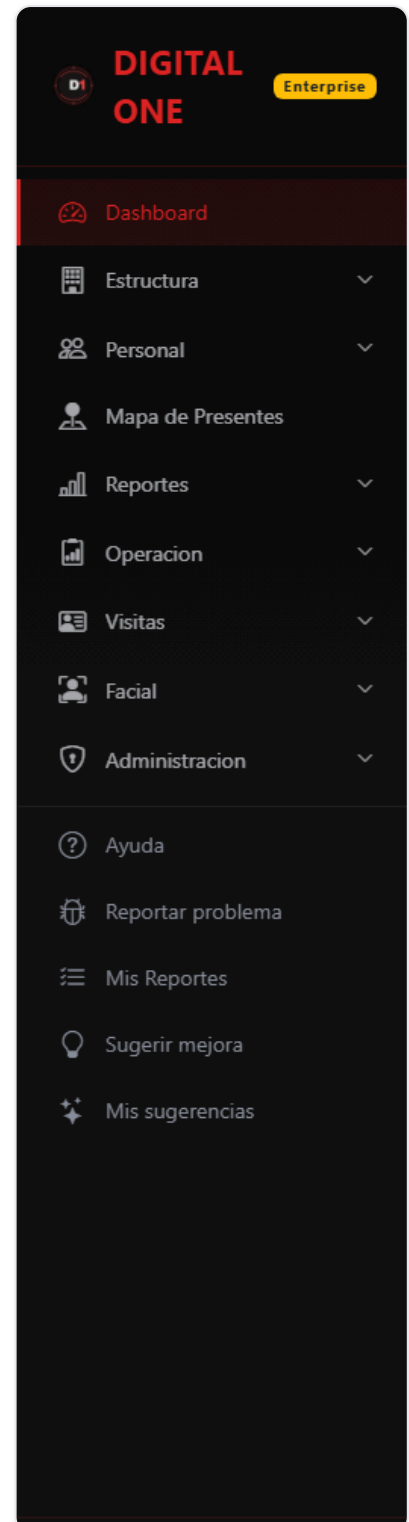 D1
DIGITAL
ONE
Enterprise
Dashboard
Estructura
Personal
Mapa de Presentes
Reportes
Operacion
Visitas
Facial
Administracion
Ayuda
Reportar problema
Mis Reportes
Sugerir mejora
Mis sugerencias